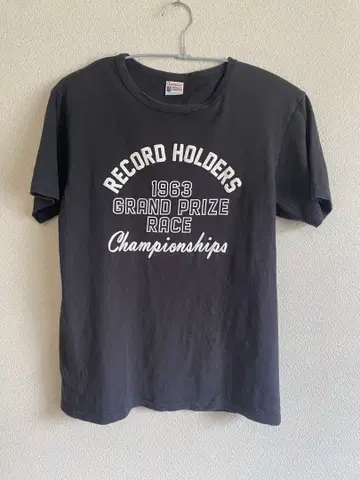 RECORD HOLDERS
1963
GRAND PRIZE
RACE
Championships